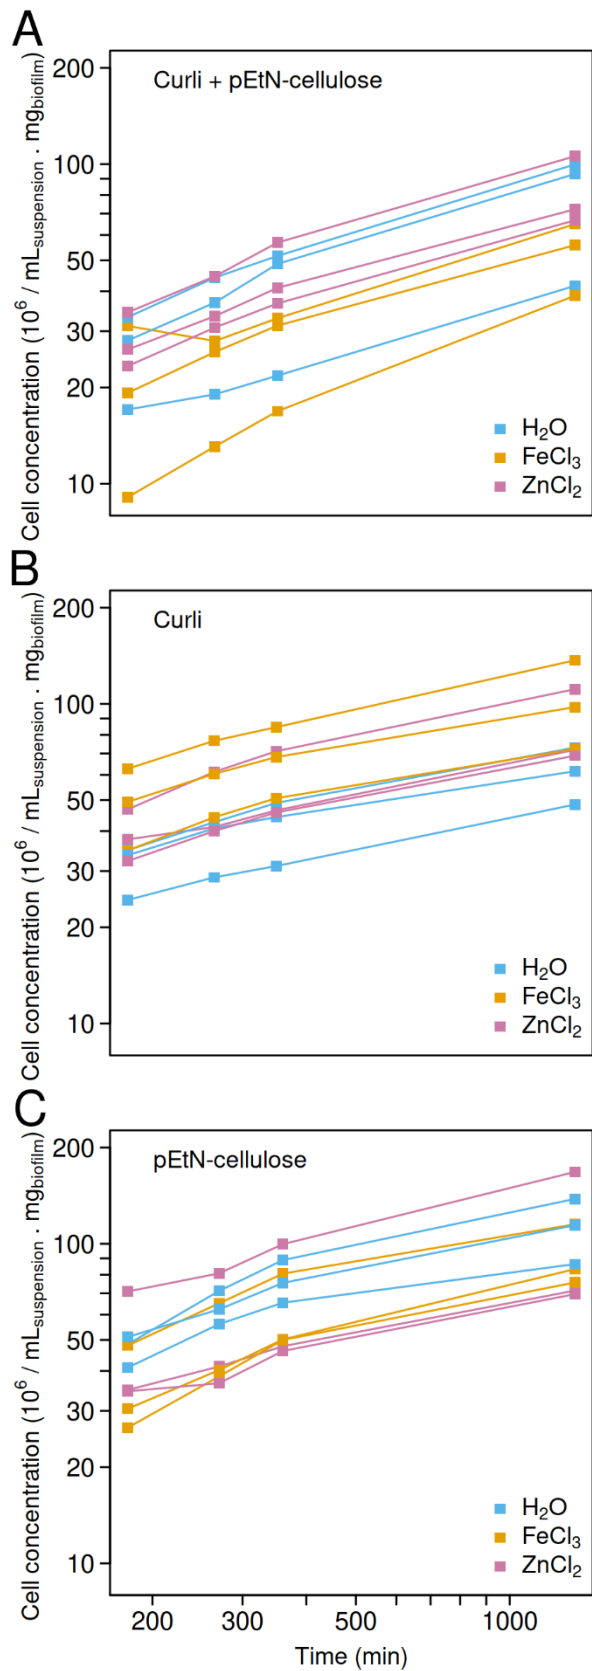 A
Curli + pEtN-cellulose
200
100
50
30
20
10
Cell concentration (10⁶ / mLsuspension . mgbiofilm)
H₂O
FeCl₃
ZnCl₂
B
Curli
200
100
50
30
20
10
Cell concentration (10⁶ / mLsuspension . mgbiofilm)
H₂O
FeCl₃
ZnCl₂
C
pEtN-cellulose
200
100
50
30
20
10
Cell concentration (10⁶ / mLsuspension . mgbiofilm)
H₂O
FeCl₃
ZnCl₂
200 300 500 1000
Time (min)